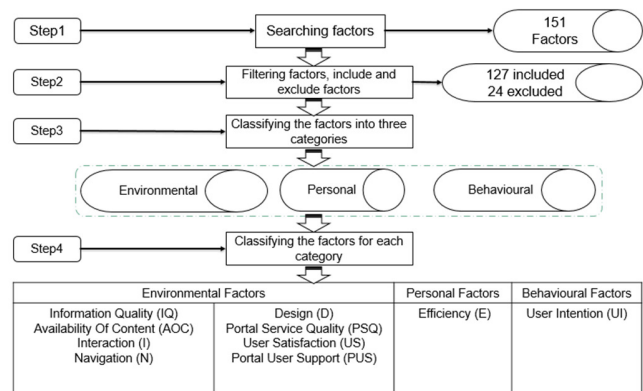 Step1
Searching factors
151
Factors
Step2
Filtering factors, include and
exclude factors
127 included
24 excluded
Step3
Classifying the factors into three
categories
Environmental
Personal
Behavioural
Step4
Classifying the factors for each
category
Environmental Factors
Personal Factors
Behavioural Factors
Information Quality (IQ)
Availability Of Content (AOC)
Interaction (I)
Navigation (N)
Design (D)
Portal Service Quality (PSQ)
User Satisfaction (US)
Portal User Support (PUS)
Efficiency (E)
User Intention (UI)